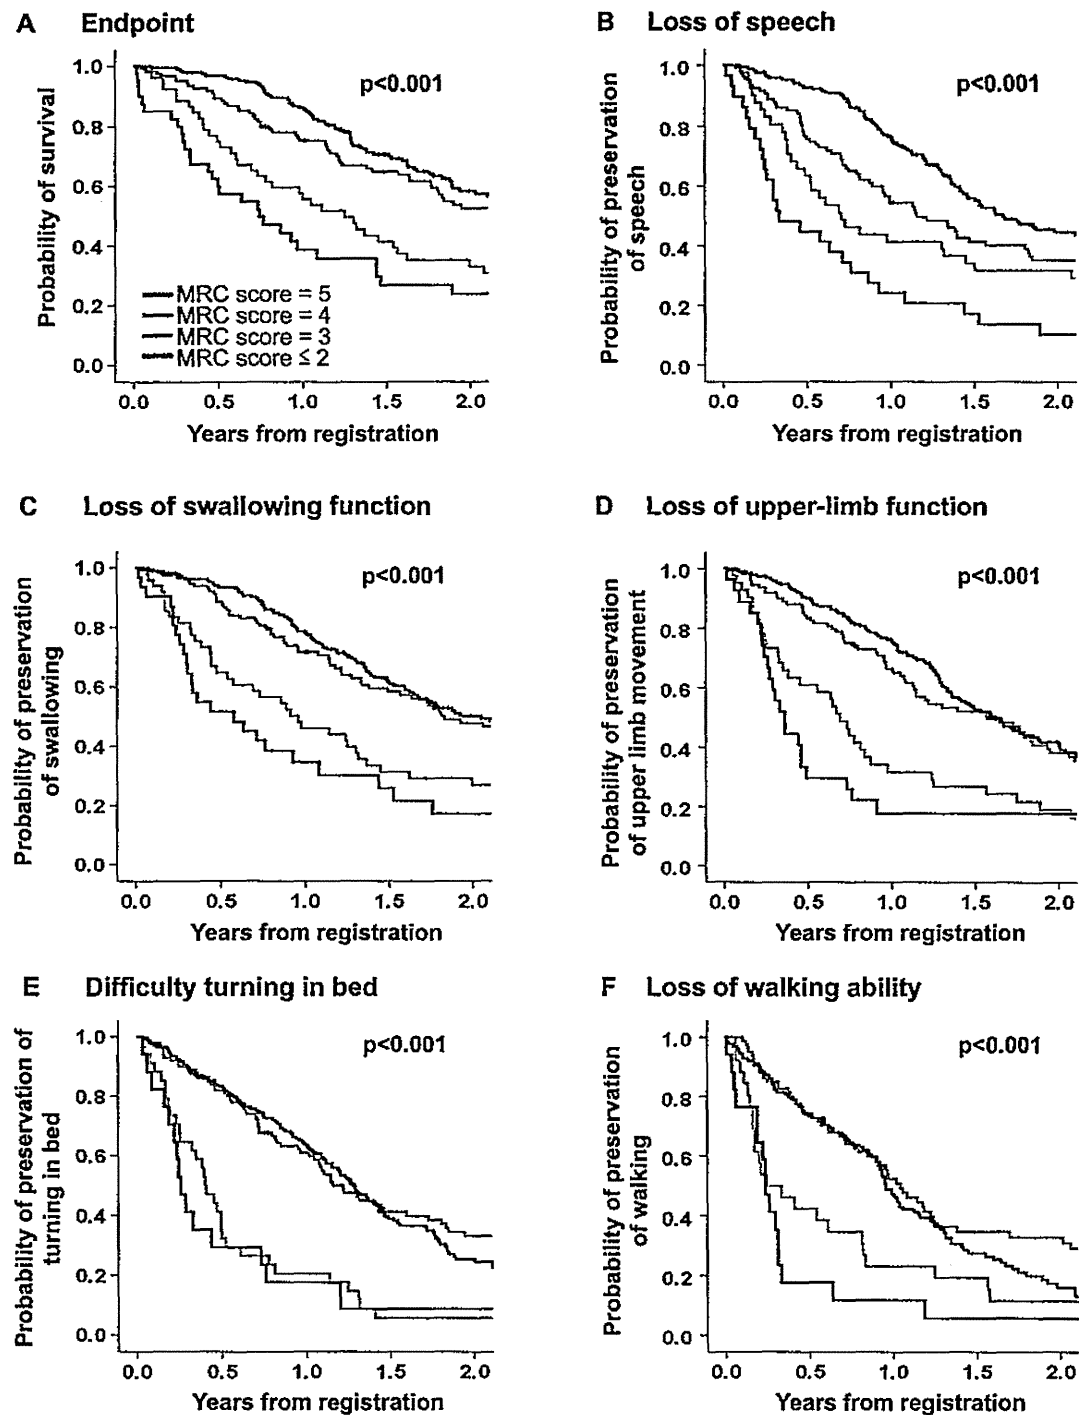 A Endpoint
p<0.001
Probability of survival
1.0
0.8
0.6
0.4
0.2
0.0
MRC score = 5
MRC score = 4
MRC score = 3
MRC score ≤ 2
0.0 0.5 1.0 1.5 2.0
Years from registration
B Loss of speech
p<0.001
Probability of preservation
of speech
1.0
0.8
0.6
0.4
0.2
0.0
0.0 0.5 1.0 1.5 2.0
Years from registration
C Loss of swallowing function
p<0.001
Probability of preservation
of swallowing
1.0
0.8
0.6
0.4
0.2
0.0
0.0 0.5 1.0 1.5 2.0
Years from registration
D Loss of upper-limb function
p<0.001
Probability of preservation
of upper limb movement
1.0
0.8
0.6
0.4
0.2
0.0
0.0 0.5 1.0 1.5 2.0
Years from registration
E Difficulty turning in bed
p<0.001
Probability of preservation of
turning in bed
1.0
0.8
0.6
0.4
0.2
0.0
0.0 0.5 1.0 1.5 2.0
Years from registration
F Loss of walking ability
p<0.001
Probability of preservation
of walking
1.0
0.8
0.6
0.4
0.2
0.0
0.0 0.5 1.0 1.5 2.0
Years from registration